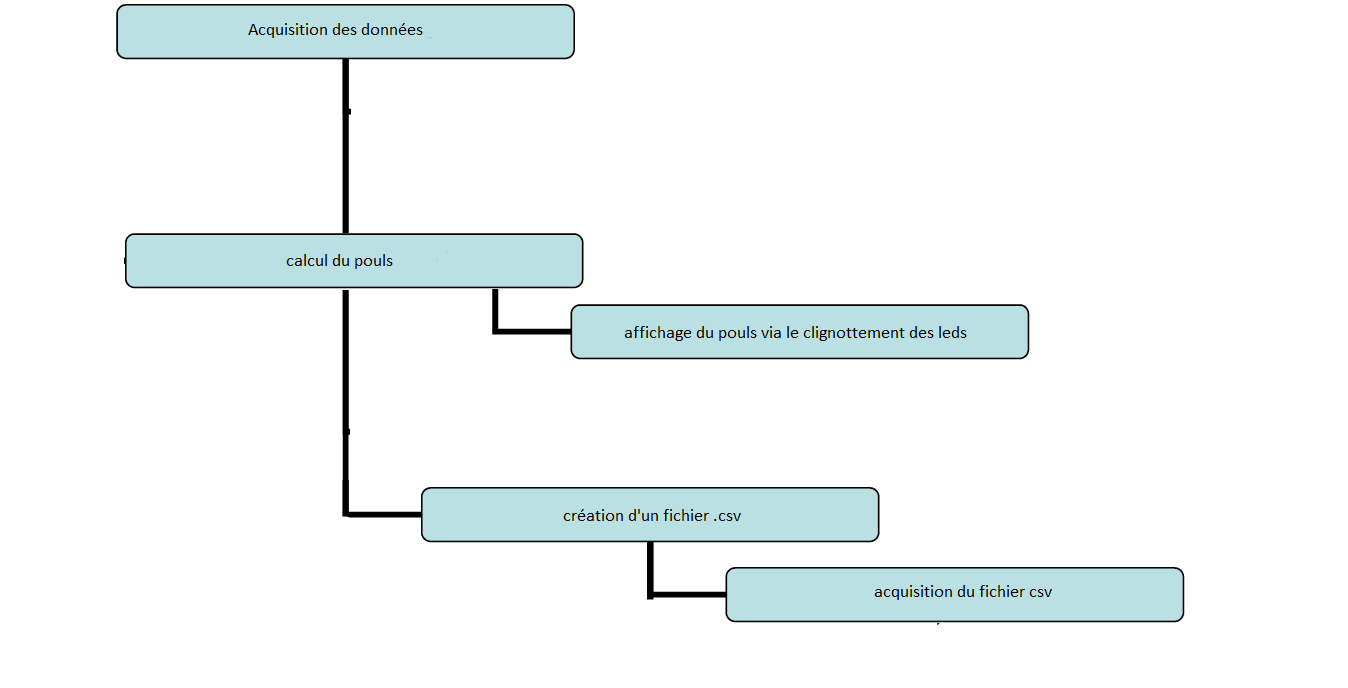 Acquisition des données
calcul du pouls
affichage du pouls via le clignottement des leds
création d'un fichier .csv
acquisition du fichier csv